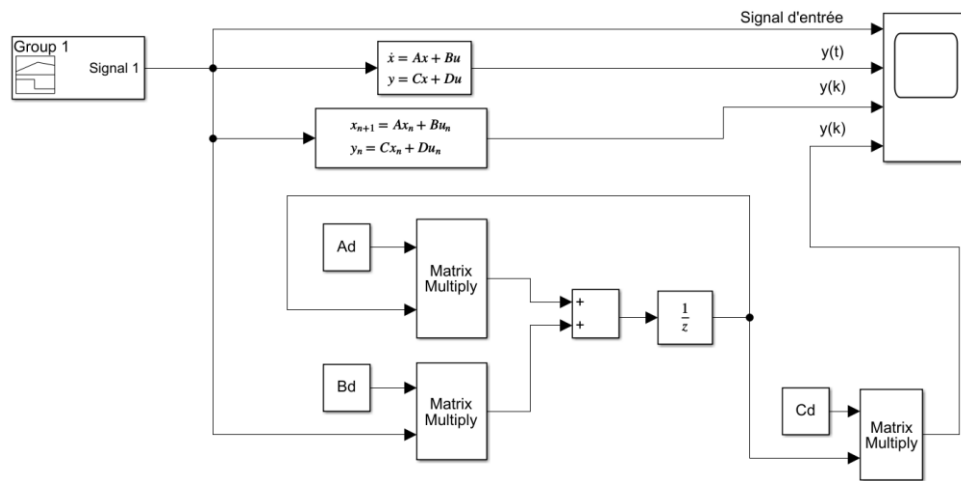 Signal d'entrée
Group 1
Signal 1
ẋ = Ax + Bu
y = Cx + Du
y(t)
y(k)
xₙ₊₁ = Axₙ + Buₙ
yₙ = Cxₙ + Duₙ
y(k)
Ad
Matrix
Multiply
+
+
1
z
Bd
Matrix
Multiply
Cd
Matrix
Multiply